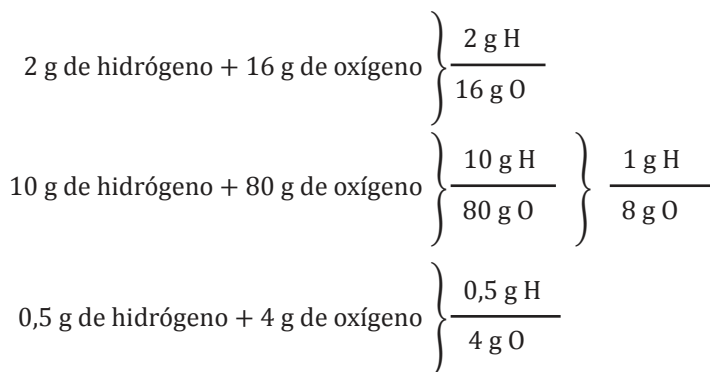 2 g H
2 g de hidrógeno + 16 g de oxígeno
16 g O
10 g H 1 g H
10 g de hidrógeno + 80 g de oxígeno
80 g O 8 g O
0,5 g H
0,5 g de hidrógeno + 4 g de oxígeno
4 g O